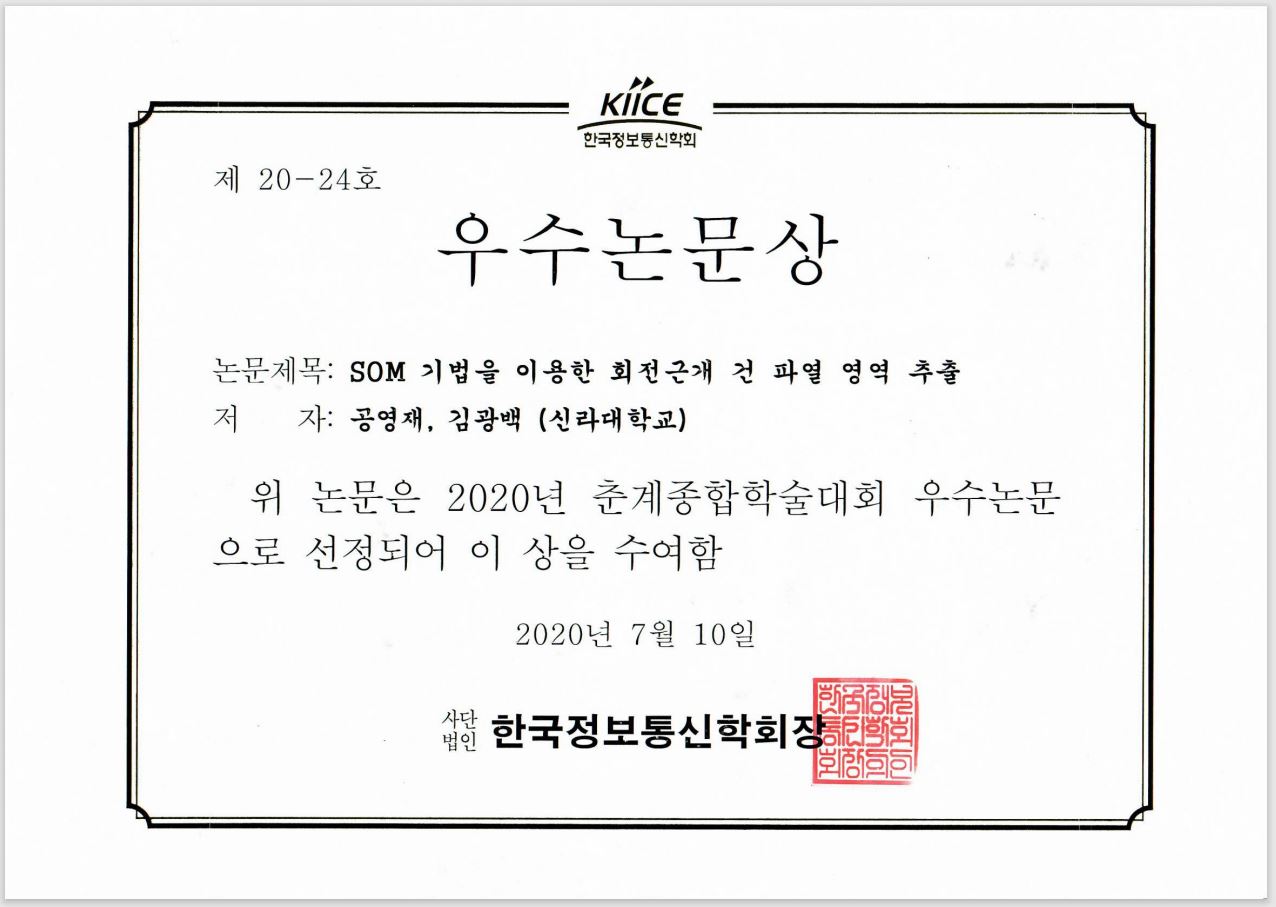 KIICE
한국정보통신학회
제 20-24호
우수논문상
논문제목: SOM 기법을 이용한 회전근개 건 파열 영역 추출
저 자: 공영재, 김광백 (신라대학교)
위 논문은 2020년 춘계종합학술대회 우수논문
으로 선정되어 이 상을 수여함
2020년 7월 10일
사단
법인 한국정보통신학회장